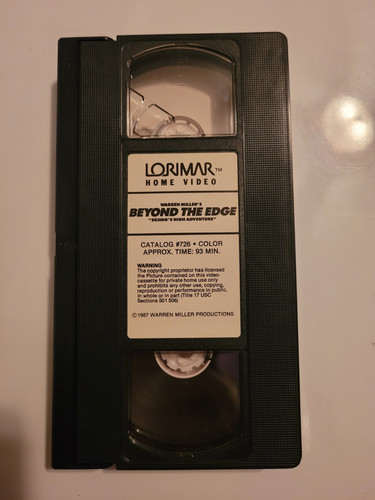 LORIMAR™
HOME VIDEO
WARREN MILLER'S
BEYOND THE EDGE
"SKIING'S HIGH ADVENTURE"
CATALOG #726 • COLOR
APPROX. TIME: 93 MIN.
WARNING
The copyright proprietor has licensed
the Picture contained on this video-
cassette for private home use only
and prohibits any other use, copying,
reproduction or performance in public,
in whole or in part (Title 17 USC
Sections 501 506)
©1987 WARREN MILLER PRODUCTIONS